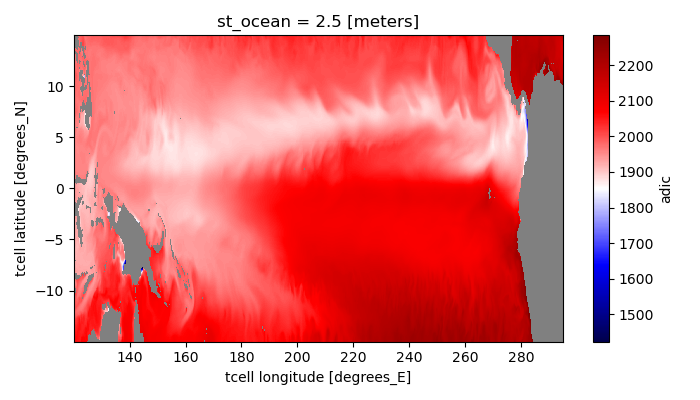 st_ocean = 2.5 [meters]
10
5
0
−5
−10
tcell latitude [degrees_N]
140 160 180 200 220 240 260 280
tcell longitude [degrees_E]
2200
2100
2000
1900
1800
1700
1600
1500
adic